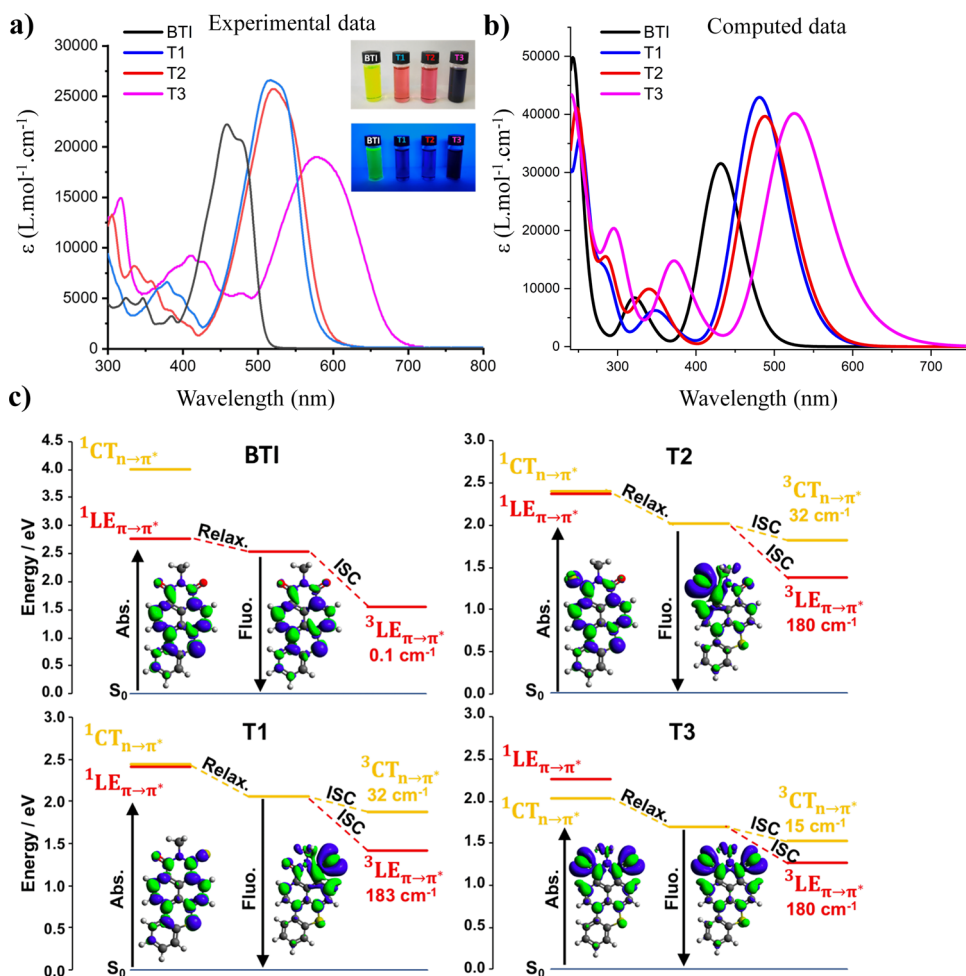 a)
Experimental data
ε (L.mol⁻¹.cm⁻¹)
30000
25000
20000
15000
10000
5000
0
BTI
T1
T2
T3
BTI T1 T2 T3
BTI T1 T2 T3
300 400 500 600 700 800
Wavelength (nm)
b)
Computed data
ε (L.mol⁻¹.cm⁻¹)
50000
40000
30000
20000
10000
0
BTI
T1
T2
T3
300 400 500 600 700
Wavelength (nm)
c)
BTI
Energy / eV
4.5
4.0
3.5
3.0
2.5
2.0
1.5
1.0
0.5
0.0
¹CTn→π*
¹LEπ→π*
Relax.
ISC
Abs.
Fluo.
³LEπ→π*
0.1 cm⁻¹
S₀
T2
3.0
2.5
2.0
1.5
1.0
0.5
0.0
¹CTn→π*
¹LEπ→π*
Relax.
ISC
ISC
³CTn→π*
32 cm⁻¹
Abs.
Fluo.
³LEπ→π*
180 cm⁻¹
S₀
T1
Energy / eV
3.0
2.5
2.0
1.5
1.0
0.5
0.0
¹CTn→π*
¹LEπ→π*
Relax.
ISC
ISC
³CTn→π*
32 cm⁻¹
Abs.
Fluo.
³LEπ→π*
183 cm⁻¹
S₀
T3
3.0
2.5
2.0
1.5
1.0
0.5
0.0
¹LEπ→π*
¹CTn→π*
Relax.
ISC
ISC
³CTn→π*
15 cm⁻¹
Abs.
Fluo.
³LEπ→π*
180 cm⁻¹
S₀